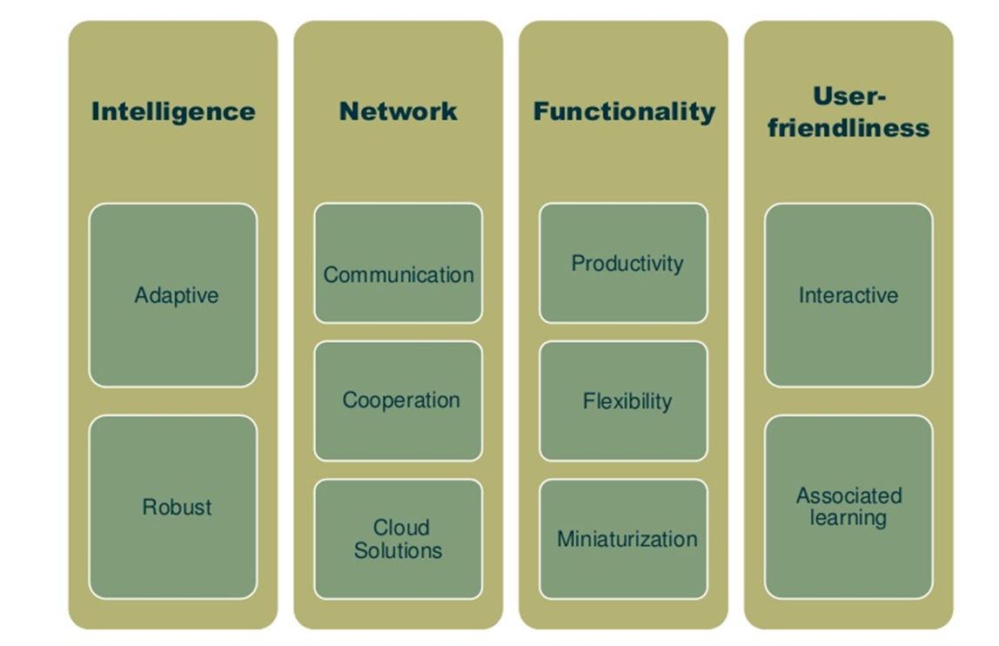 Intelligence
Adaptive
Robust
Network
Communication
Cooperation
Cloud
Solutions
Functionality
Productivity
Flexibility
Miniaturization
User-
friendliness
Interactive
Associated
learning